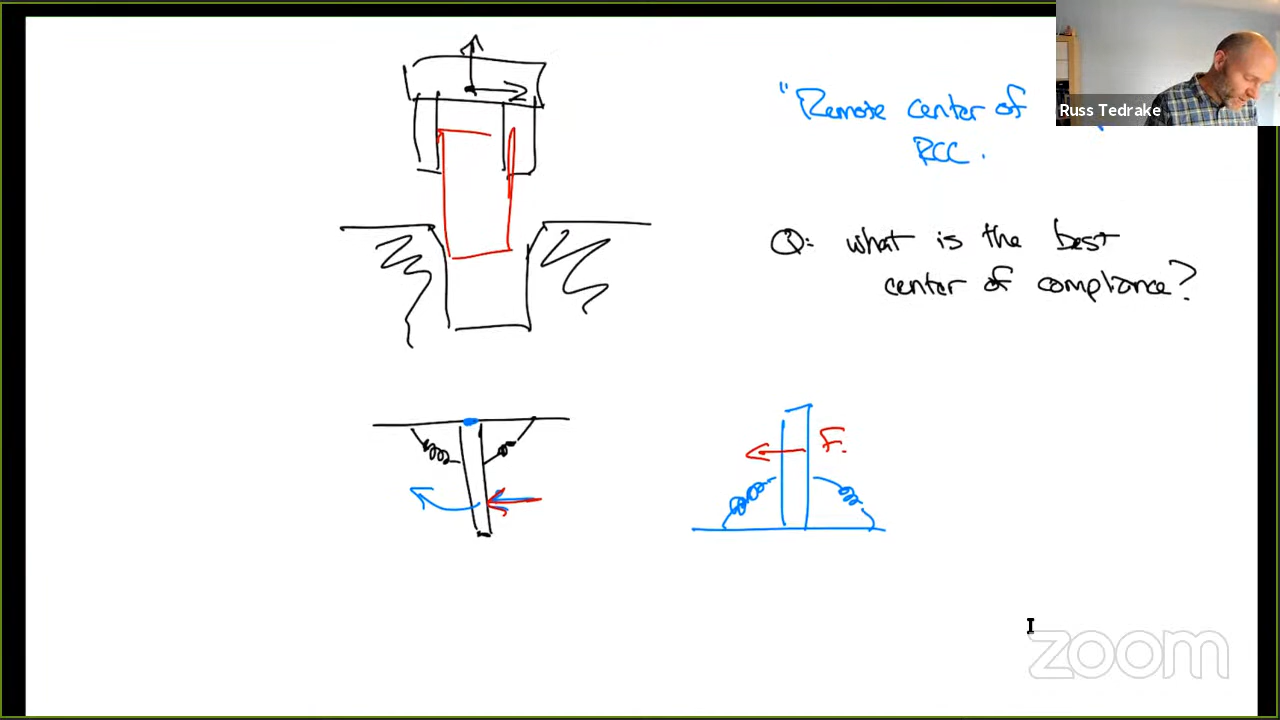 "Remote center of
RCC.
Russ Tedrake
Q: what is the best
center of compliance?
F.
zoom